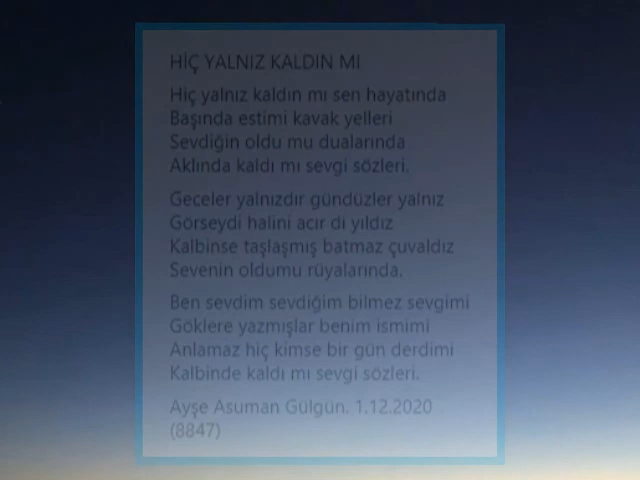 HİÇ YALNIZ KALDIN MI
Hiç yalnız kaldın mı sen hayatında
Başında estimi kavak yelleri
Sevdiğin oldu mu dualarında
Aklında kaldı mı sevgi sözleri.
Geceler yalnızdır gündüzler yalnız
Görseydi halini acır di yıldız
Kalbinse taşlaşmış batmaz çuvaldız
Sevenin oldumu rüyalarında.
Ben sevdim sevdiğim bilmez sevgimi
Göklere yazmışlar benim ismimi
Anlamaz hiç kimse bir gün derdimi
Kalbinde kaldı mı sevgi sözleri.
Ayşe Asuman Gülgün. 1.12.2020
(8847)